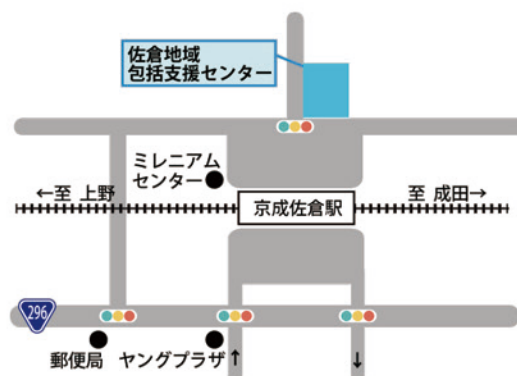 佐倉地域
包括支援センター
ミレニアム
センター
←至 上野
京成佐倉駅
至 成田→
296
郵便局
ヤングプラザ
↑
↓